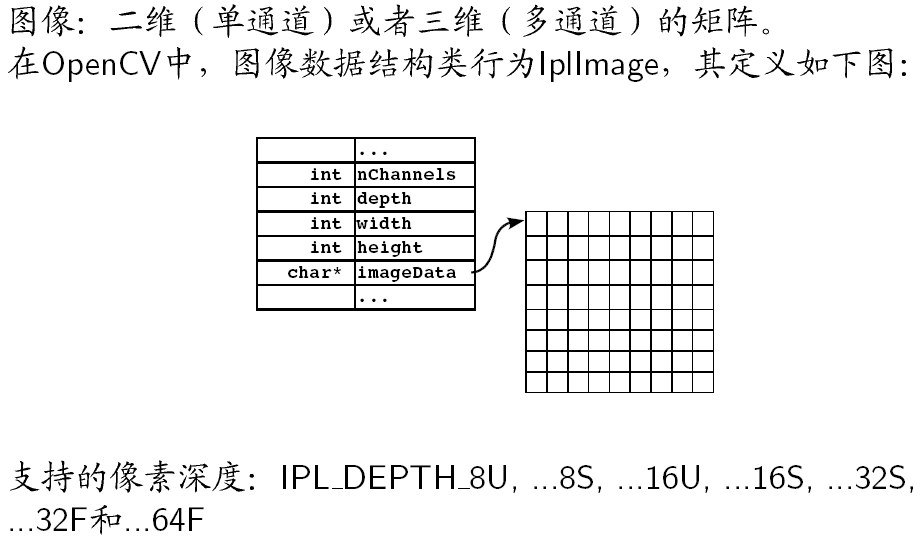 图像：二维（单通道）或者三维（多通道）的矩阵。
在OpenCV中，图像数据结构类行为IplImage，其定义如下图：
...
int nChannels
int depth
int width
int height
char* imageData
...
支持的像素深度：IPL_DEPTH_8U, ...8S, ...16U, ...16S, ...32S,
...32F和...64F